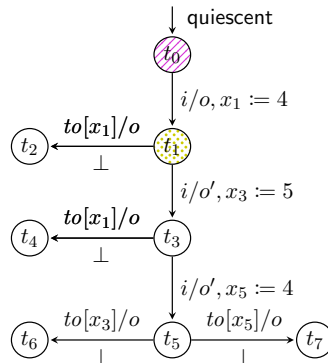 quiescent
t₀
i/o, x₁ := 4
to[x₁]/o
t₂ t₁
⊥
i/o′, x₃ := 5
to[x₁]/o
t₄ t₃
⊥
i/o′, x₅ := 4
to[x₃]/o to[x₅]/o
t₆ t₅ t₇
⊥ ⊥